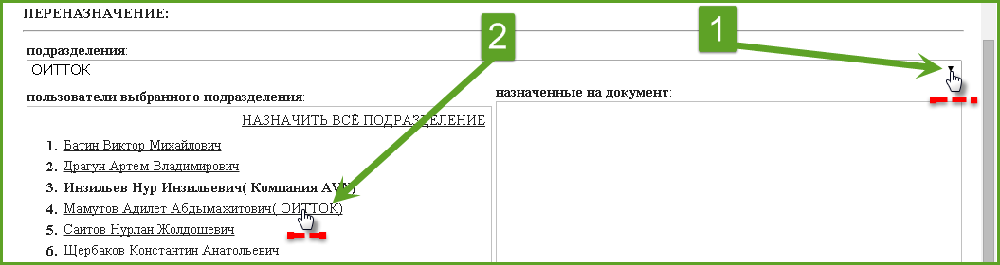 ПЕРЕНАЗНАЧЕНИЕ:
1
2
подразделения:
ОИТТОК
пользователи выбранного подразделения:
назначенные на документ:
НАЗНАЧИТЬ ВСЁ ПОДРАЗДЕЛЕНИЕ
1. Батин Виктор Михайлович
2. Драгун Артем Владимирович
3. Инзильев Нур Инзильевич( Компания AVN)
4. Мамутов Адилет Абдымажитович( ОИТТОК)
5. Саитов Нурлан Жолдошевич
6. Щербаков Константин Анатольевич